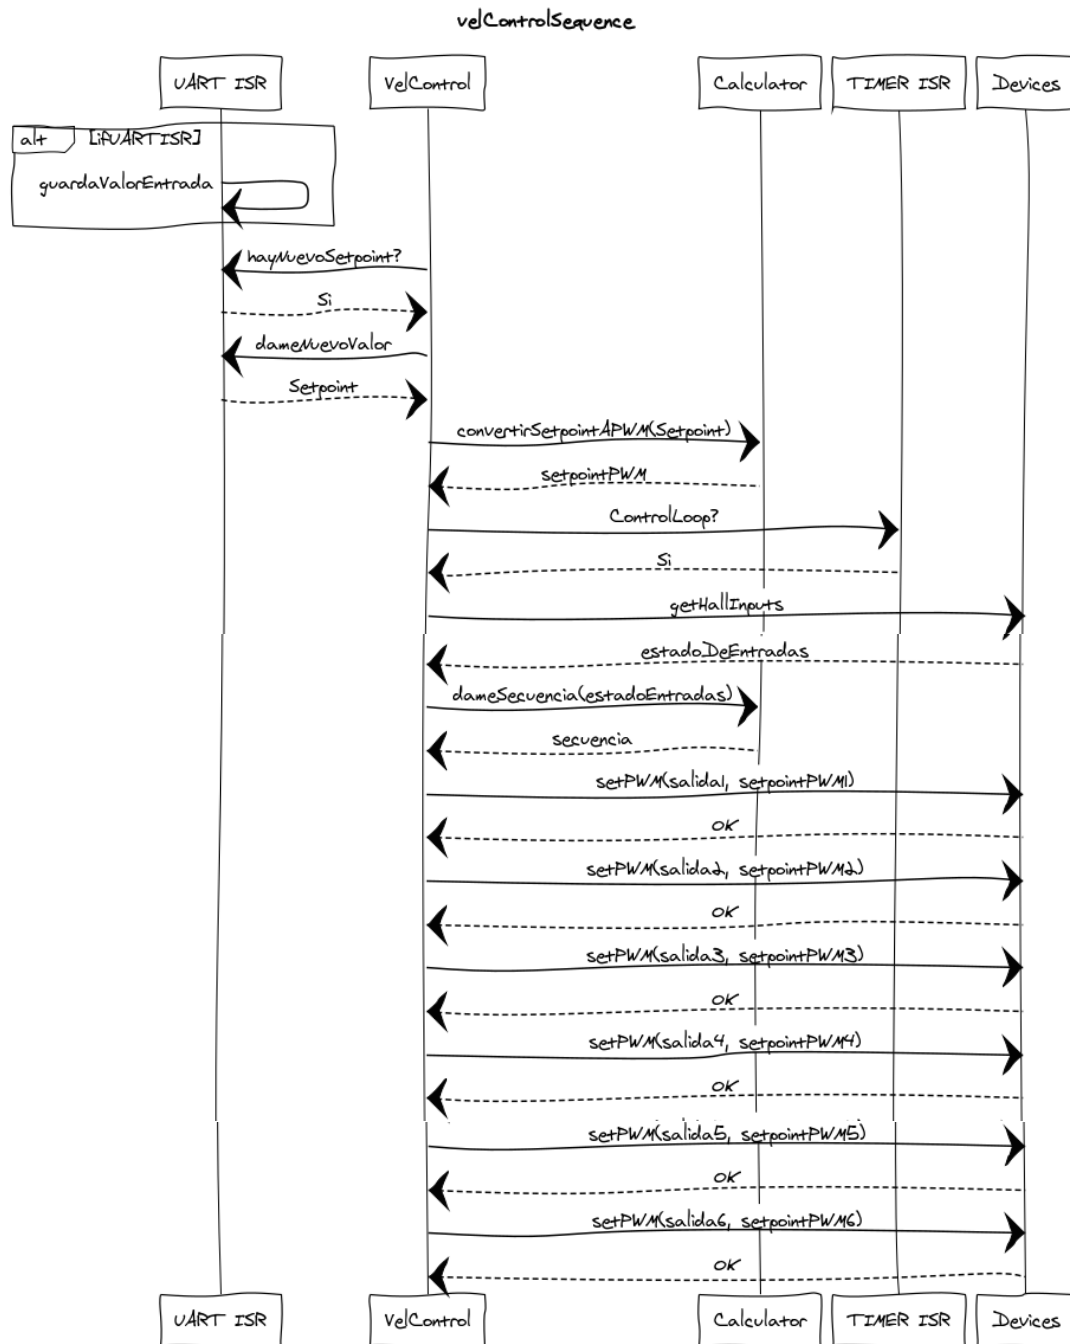 velControlSequence
UART ISR
VelControl
Calculator
TIMER ISR
Devices
alt
[ifUARTISR]
guardaValorEntrada
hayNuevoSetpoint?
Si
dameNuevoValor
Setpoint
convertirSetpointAPWM(Setpoint)
setpointPWM
ControlLoop?
Si
getHallInputs
estadoDeEntradas
dameSecuencia(estadoEntradas)
secuencia
setPWM(salida1, setpointPWM1)
OK
setPWM(salida2, setpointPWM2)
OK
setPWM(salida3, setpointPWM3)
OK
setPWM(salida4, setpointPWM4)
OK
setPWM(salida5, setpointPWM5)
OK
setPWM(salida6, setpointPWM6)
OK
UART ISR
VelControl
Calculator
TIMER ISR
Devices